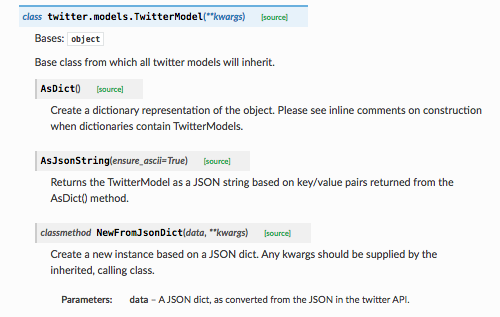 class twitter.models.TwitterModel(**kwargs) [source]
Bases: object
Base class from which all twitter models will inherit.
AsDict() [source]
Create a dictionary representation of the object. Please see inline comments on construction
when dictionaries contain TwitterModels.
AsJsonString(ensure_ascii=True) [source]
Returns the TwitterModel as a JSON string based on key/value pairs returned from the
AsDict() method.
classmethod NewFromJsonDict(data, **kwargs) [source]
Create a new instance based on a JSON dict. Any kwargs should be supplied by the
inherited, calling class.
Parameters: data – A JSON dict, as converted from the JSON in the twitter API.